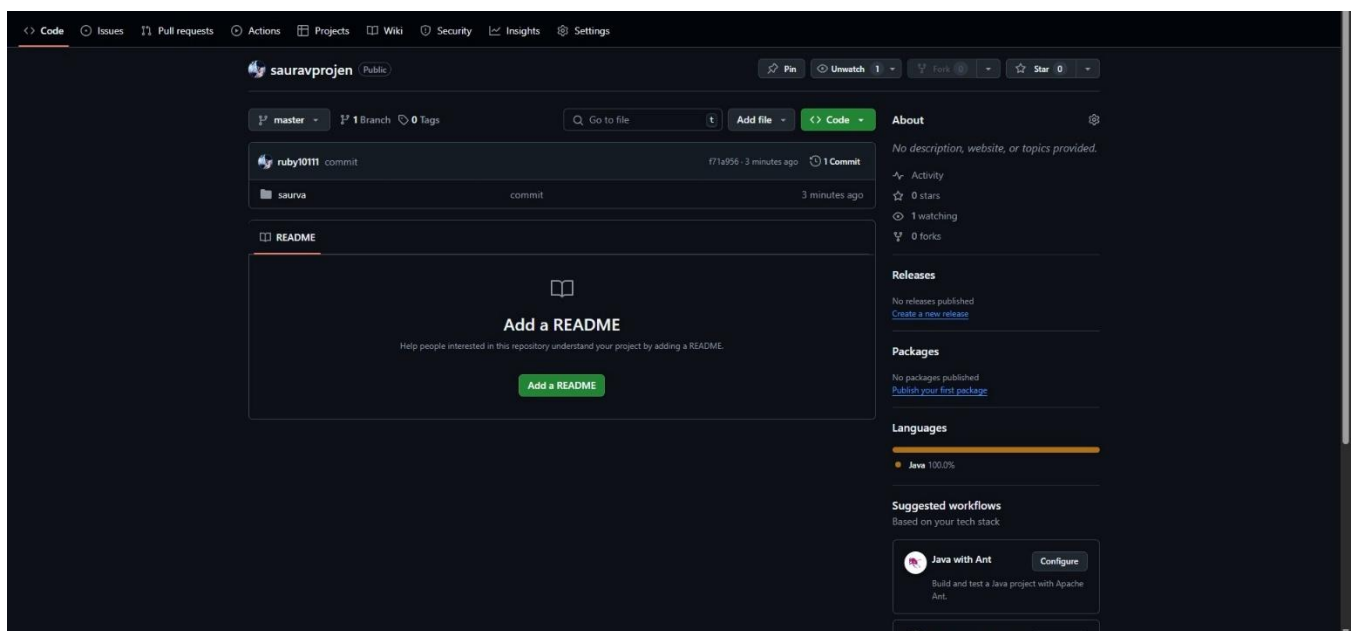 Code Issues Pull requests Actions Projects Wiki Security Insights Settings
sauravprojen Public Pin Unwatch 1 Fork 0 Star 0
master 1 Branch 0 Tags Go to file t Add file Code
ruby10111 commit f71a956 · 3 minutes ago 1 Commit
saurva commit 3 minutes ago
README
Add a README
Help people interested in this repository understand your project by adding a README.
Add a README
About
No description, website, or topics provided.
Activity
0 stars
1 watching
0 forks
Releases
No releases published
Create a new release
Packages
No packages published
Publish your first package
Languages
Java 100.0%
Suggested workflows
Based on your tech stack
Java with Ant Configure
Build and test a Java project with Apache
Ant.